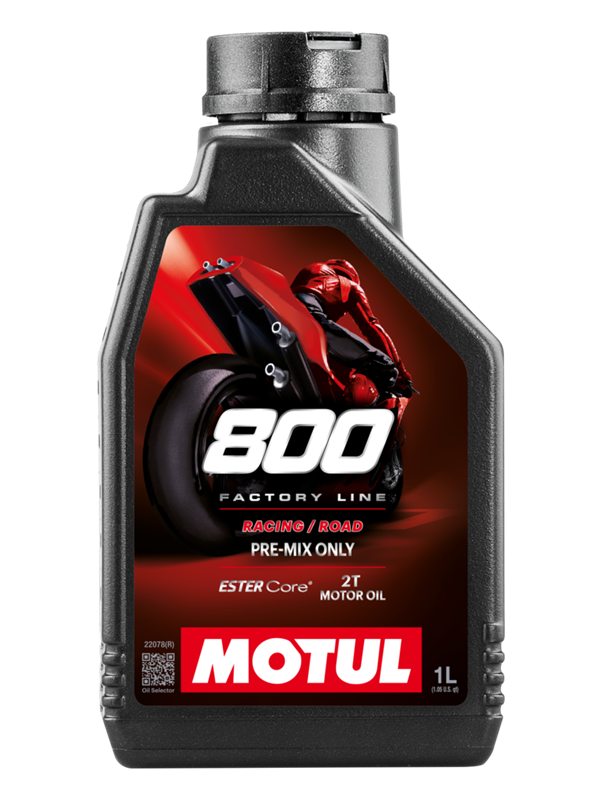 800
FACTORY LINE
RACING / ROAD
PRE-MIX ONLY
ESTER Core®
2T
MOTOR OIL
22078(R)
Oil Selector
MOTUL
1L
(1.05 U.S. qt)